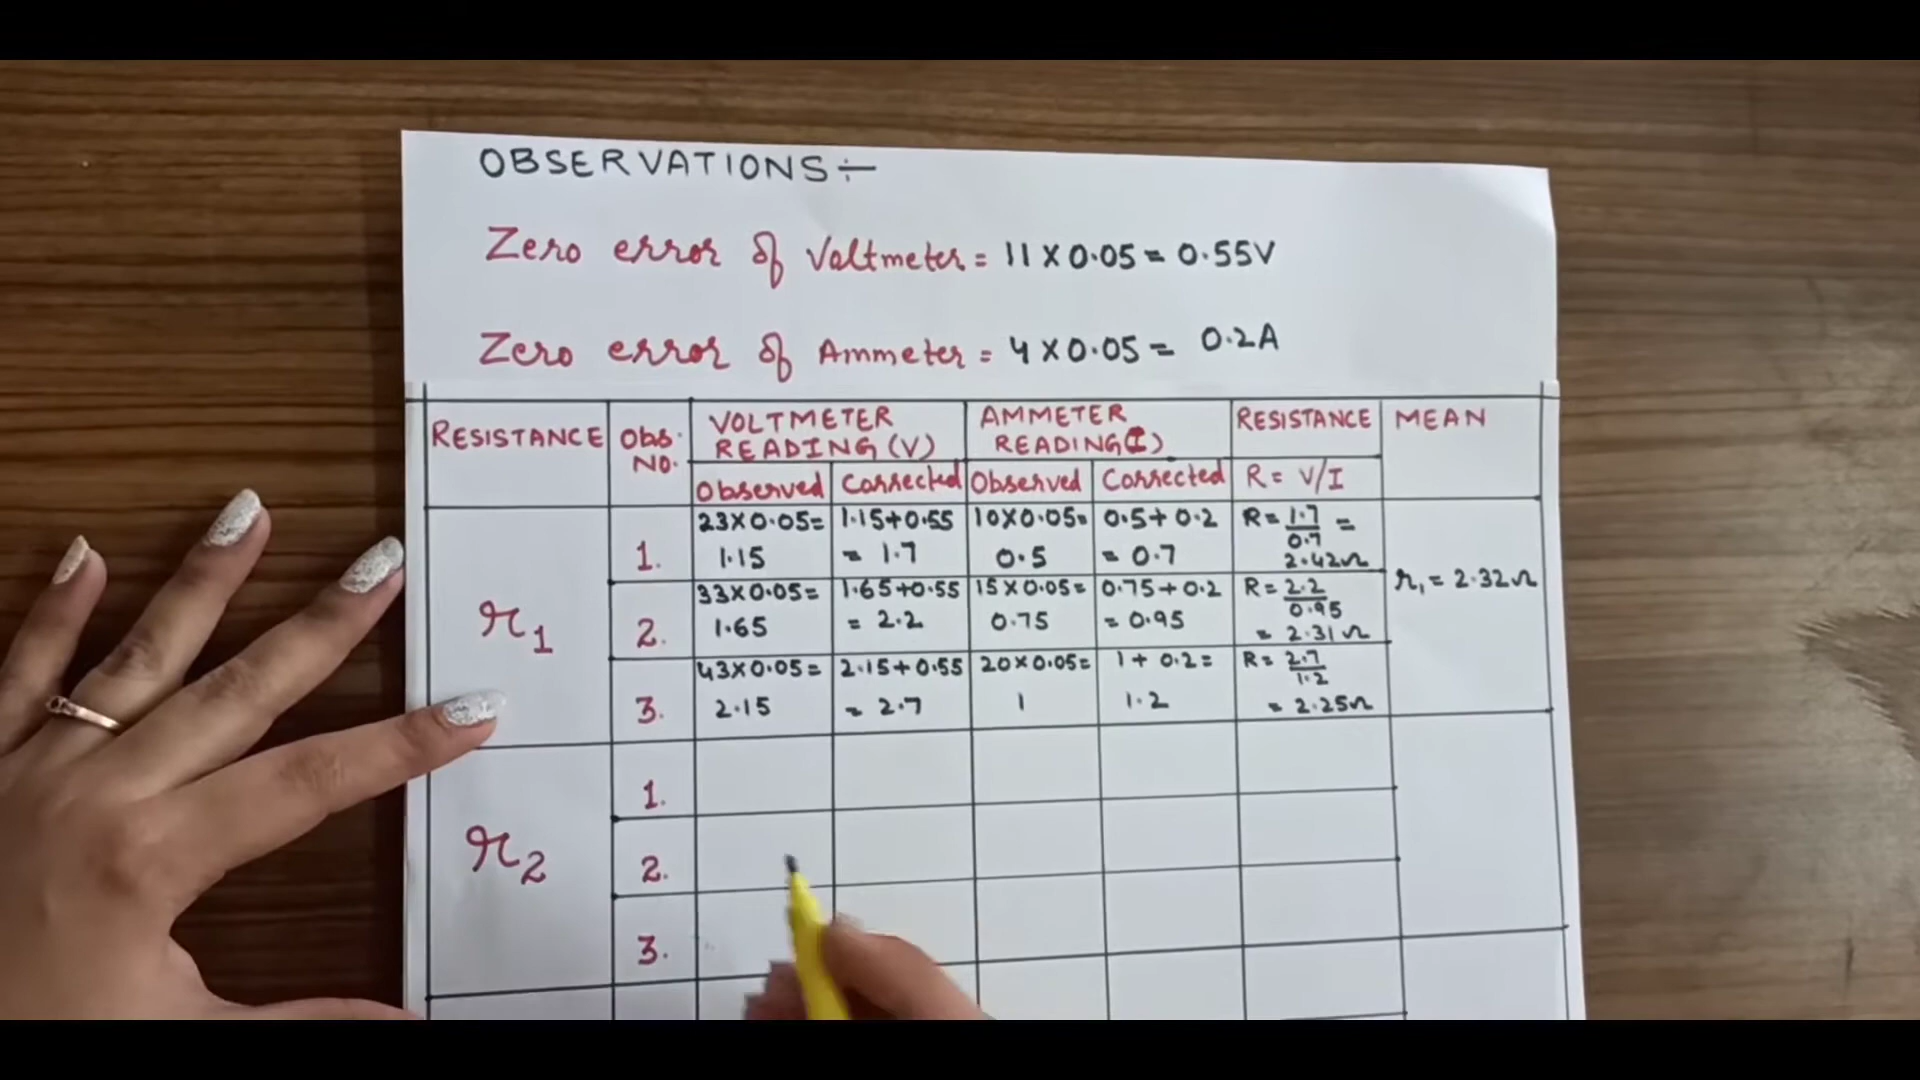 OBSERVATIONS÷
Zero error of Voltmeter = 11 X 0.05 = 0.55V
Zero error of Ammeter = 4 X 0.05 = 0.2A
RESISTANCE
Obs.
NO.
VOLTMETER
READING (V)
AMMETER
READING(I)
RESISTANCE
MEAN
Observed
Corrected
Observed
Corrected
R = V/I
r1
1.
23X0.05=
1.15
1.15+0.55
= 1.7
10X0.05=
0.5
0.5+ 0.2
= 0.7
R= 1.7/0.7 =
2.42Ω
2.
33X0.05=
1.65
1.65+0.55
= 2.2
15X0.05=
0.75
0.75+0.2
= 0.95
R= 2.2/0.95
= 2.31Ω
3.
43X0.05=
2.15
2.15+0.55
= 2.7
20X0.05=
1
1+ 0.2=
1.2
R= 2.7/1.2
= 2.25Ω
r1 = 2.32Ω
r2
1.
2.
3.